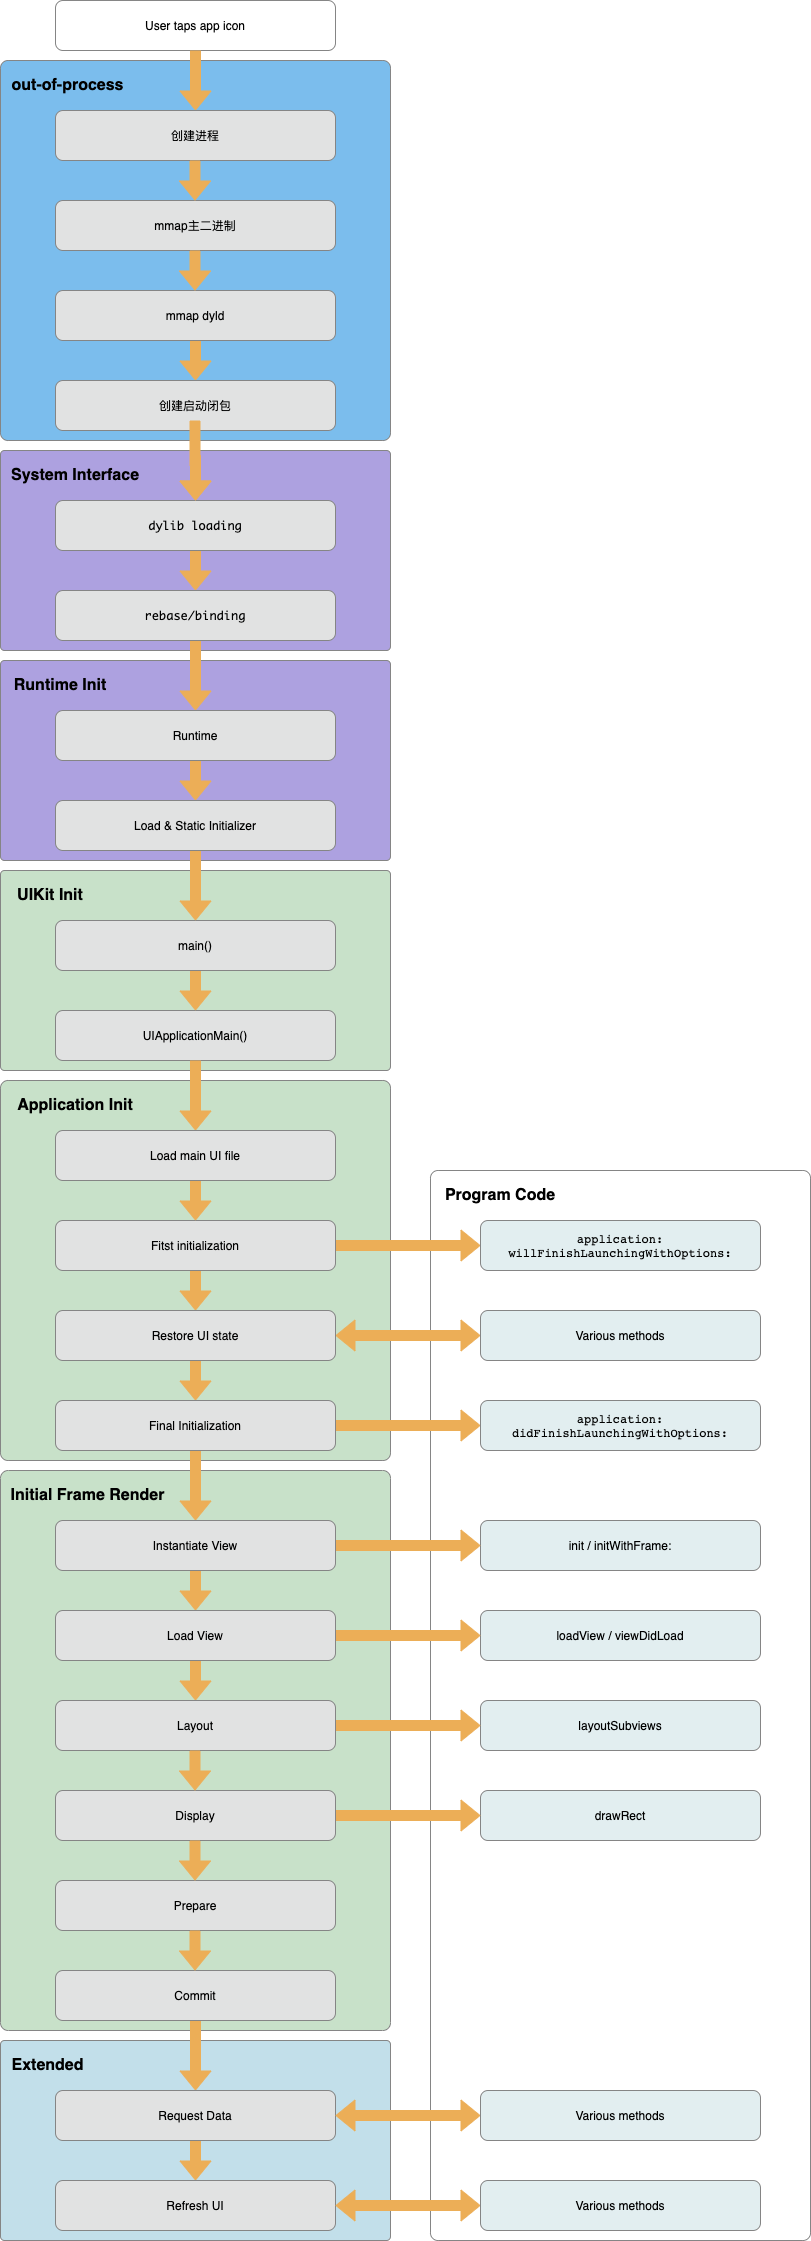 User taps app icon
out-of-process
创建进程
mmap主二进制
mmap dyld
创建启动闭包
System Interface
dylib loading
rebase/binding
Runtime Init
Runtime
Load & Static Initializer
UIKit Init
main()
UIApplicationMain()
Application Init
Load main UI file
Program Code
Fitst initialization
application:
willFinishLaunchingWithOptions:
Restore UI state
Various methods
Final Initialization
application:
didFinishLaunchingWithOptions:
Initial Frame Render
Instantiate View
init / initWithFrame:
Load View
loadView / viewDidLoad
Layout
layoutSubviews
Display
drawRect
Prepare
Commit
Extended
Request Data
Various methods
Refresh UI
Various methods